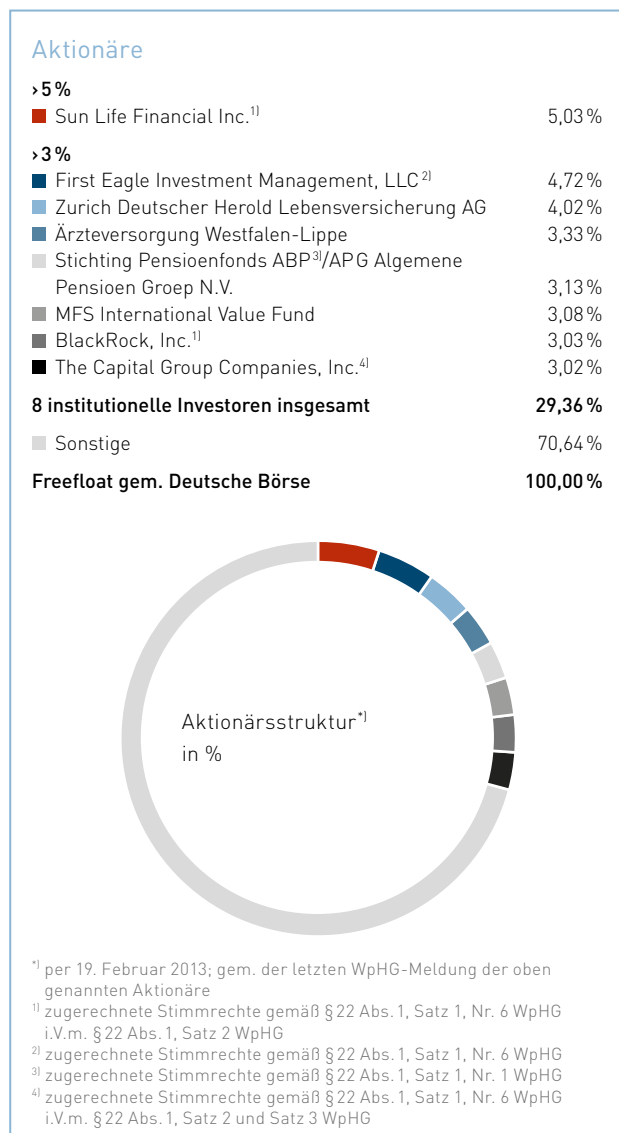 Aktionäre
›5 %
Sun Life Financial Inc.1) 5,03 %
›3 %
First Eagle Investment Management, LLC 2) 4,72 %
Zurich Deutscher Herold Lebensversicherung AG 4,02 %
Ärzteversorgung Westfalen-Lippe 3,33 %
Stichting Pensioenfonds ABP3)/APG Algemene
Pensioen Groep N.V. 3,13 %
MFS International Value Fund 3,08 %
BlackRock, Inc.1) 3,03 %
The Capital Group Companies, Inc.4) 3,02 %
8 institutionelle Investoren insgesamt 29,36 %
Sonstige 70,64 %
Freefloat gem. Deutsche Börse 100,00 %
Aktionärsstruktur*)
in %
*) per 19. Februar 2013; gem. der letzten WpHG-Meldung der oben
genannten Aktionäre
1) zugerechnete Stimmrechte gemäß § 22 Abs. 1, Satz 1, Nr. 6 WpHG
i.V.m. § 22 Abs. 1, Satz 2 WpHG
2) zugerechnete Stimmrechte gemäß § 22 Abs. 1, Satz 1, Nr. 6 WpHG
3) zugerechnete Stimmrechte gemäß § 22 Abs. 1, Satz 1, Nr. 1 WpHG
4) zugerechnete Stimmrechte gemäß § 22 Abs. 1, Satz 1, Nr. 6 WpHG
i.V.m. § 22 Abs. 1, Satz 2 und Satz 3 WpHG